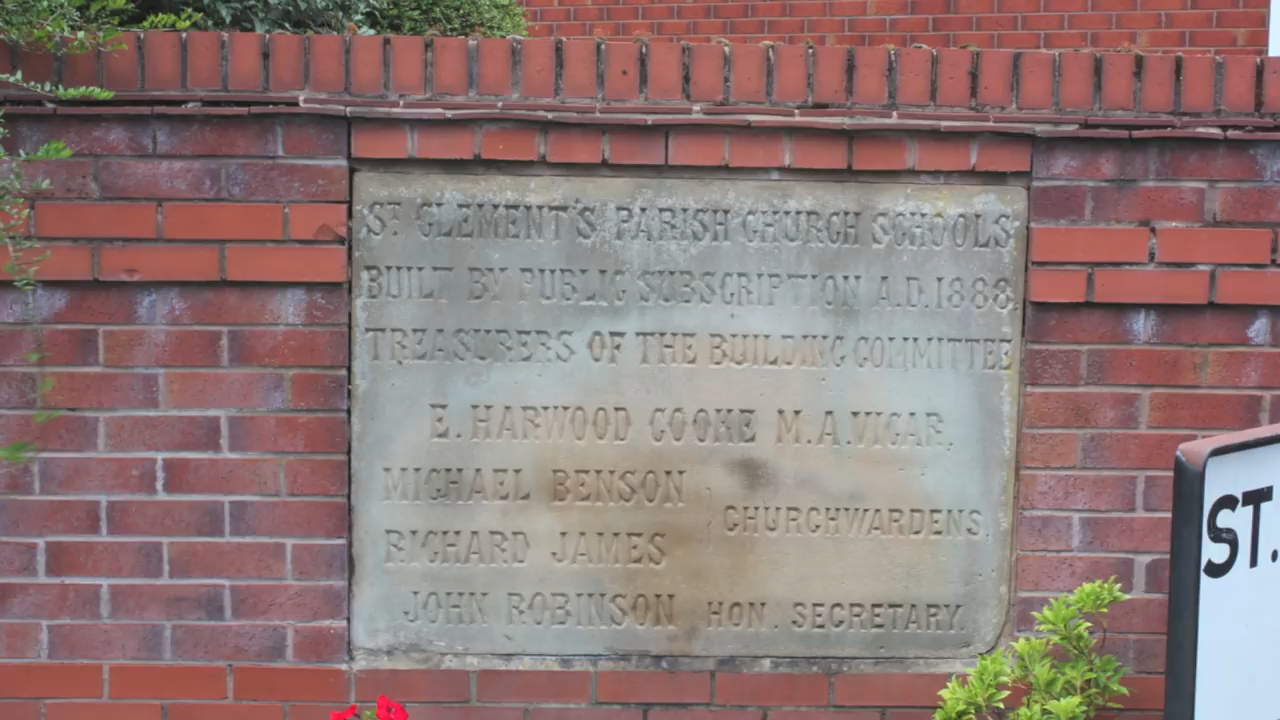 ST. CLEMENT'S PARISH CHURCH SCHOOLS
BUILT BY PUBLIC SUBSCRIPTION A.D. 1888.
TREASURERS OF THE BUILDING COMMITTEE
E. HARWOOD COOKE M.A. VICAR,
MICHAEL BENSON
RICHARD JAMES
CHURCHWARDENS,
JOHN ROBINSON HON. SECRETARY.
ST.